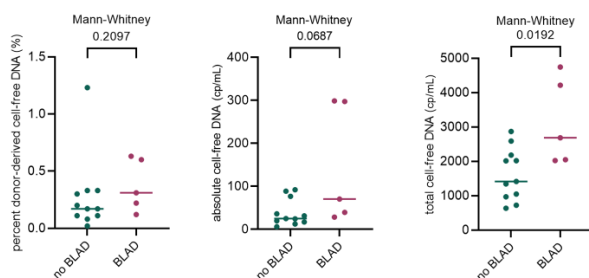 Mann-Whitney
0.2097
percent donor-derived cell-free DNA (%)
1.5
1.0
0.5
0.0
no BLAD
BLAD
Mann-Whitney
0.0687
absolute cell-free DNA (cp/mL)
400
300
200
100
0
no BLAD
BLAD
Mann-Whitney
0.0192
total cell-free DNA (cp/mL)
5000
4000
3000
2000
1000
0
no BLAD
BLAD